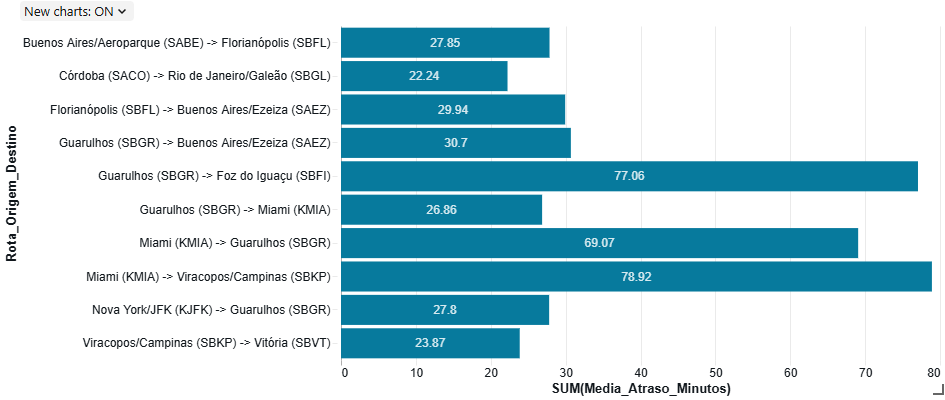 New charts: ON
Rota_Origem_Destino
Buenos Aires/Aeroparque (SABE) -> Florianópolis (SBFL) 27.85
Córdoba (SACO) -> Rio de Janeiro/Galeão (SBGL) 22.24
Florianópolis (SBFL) -> Buenos Aires/Ezeiza (SAEZ) 29.94
Guarulhos (SBGR) -> Buenos Aires/Ezeiza (SAEZ) 30.7
Guarulhos (SBGR) -> Foz do Iguaçu (SBFI) 77.06
Guarulhos (SBGR) -> Miami (KMIA) 26.86
Miami (KMIA) -> Guarulhos (SBGR) 69.07
Miami (KMIA) -> Viracopos/Campinas (SBKP) 78.92
Nova York/JFK (KJFK) -> Guarulhos (SBGR) 27.8
Viracopos/Campinas (SBKP) -> Vitória (SBVT) 23.87
0 10 20 30 40 50 60 70 80
SUM(Media_Atraso_Minutos)